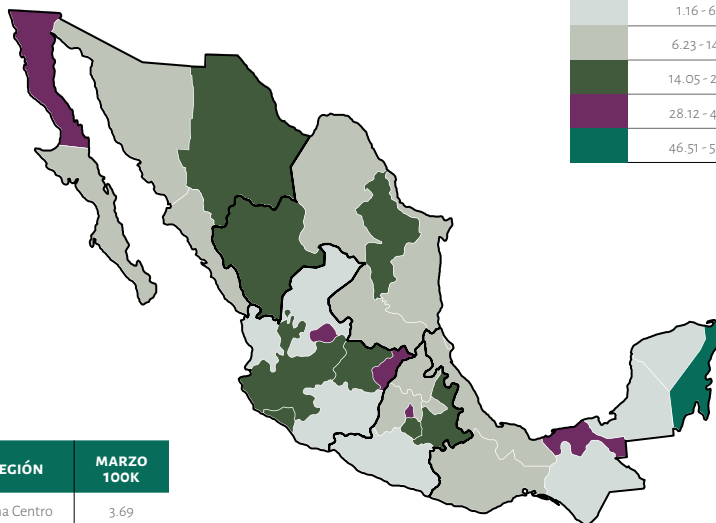 1.16 - 6
6.23 - 14
14.05 - 2
28.12 - 4
46.51 - 5
EGIÓN MARZO
100K
na Centro 3.69